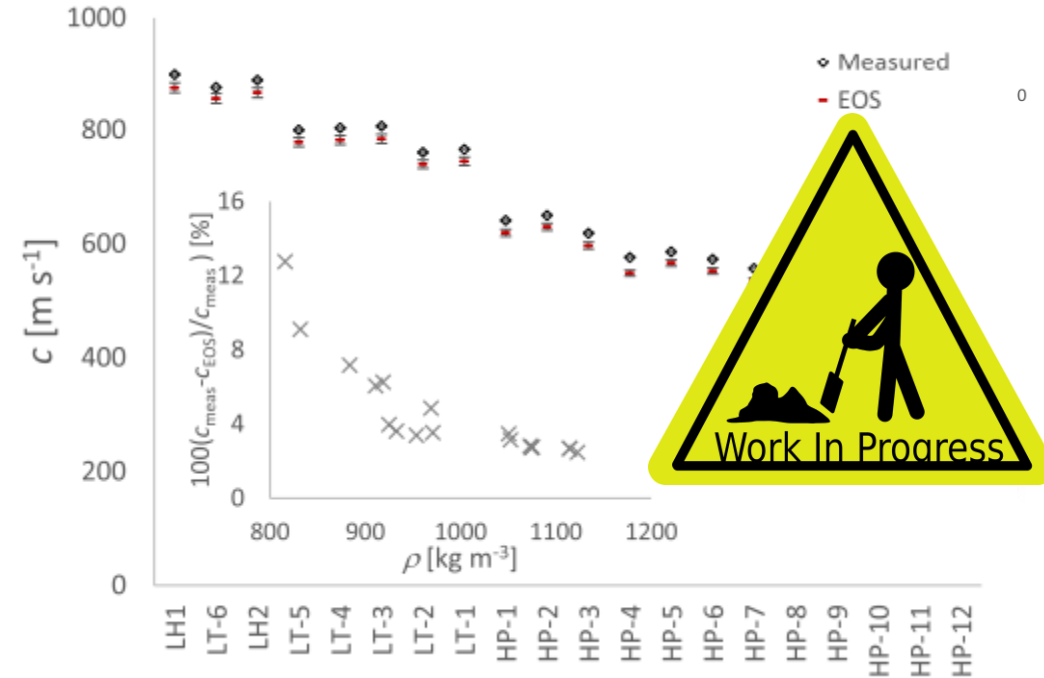 1000
800
600
400
200
0
c [m s-1]
Measured
EOS
0
16
12
8
4
0
100(cmeas-cEOS)/cmeas) [%]
800 900 1000 1100 1200
ρ [kg m-3]
Work In Progress
LH1 LT-6 LH2 LT-5 LT-4 LT-3 LT-2 LT-1 HP-1 HP-2 HP-3 HP-4 HP-5 HP-6 HP-7 HP-8 HP-9 HP-10 HP-11 HP-12